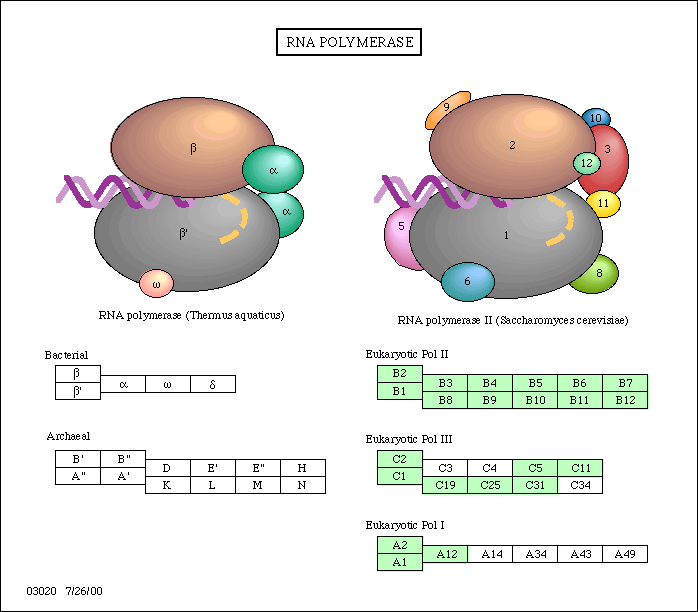 RNA POLYMERASE
β
α
α
β'
ω
RNA polymerase (Thermus aquaticus)
9
2
10
3
12
11
5
1
6
8
RNA polymerase II (Saccharomyces cerevisiae)
Bacterial
β
β'
α ω δ
Archaeal
B' B"
A" A'
D E' E" H
K L M N
Eukaryotic Pol II
B2
B1
B3 B4 B5 B6 B7
B8 B9 B10 B11 B12
Eukaryotic Pol III
C2
C1
C3 C4 C5 C11
C19 C25 C31 C34
Eukaryotic Pol I
A2
A1
A12 A14 A34 A43 A49
03020 7/26/00